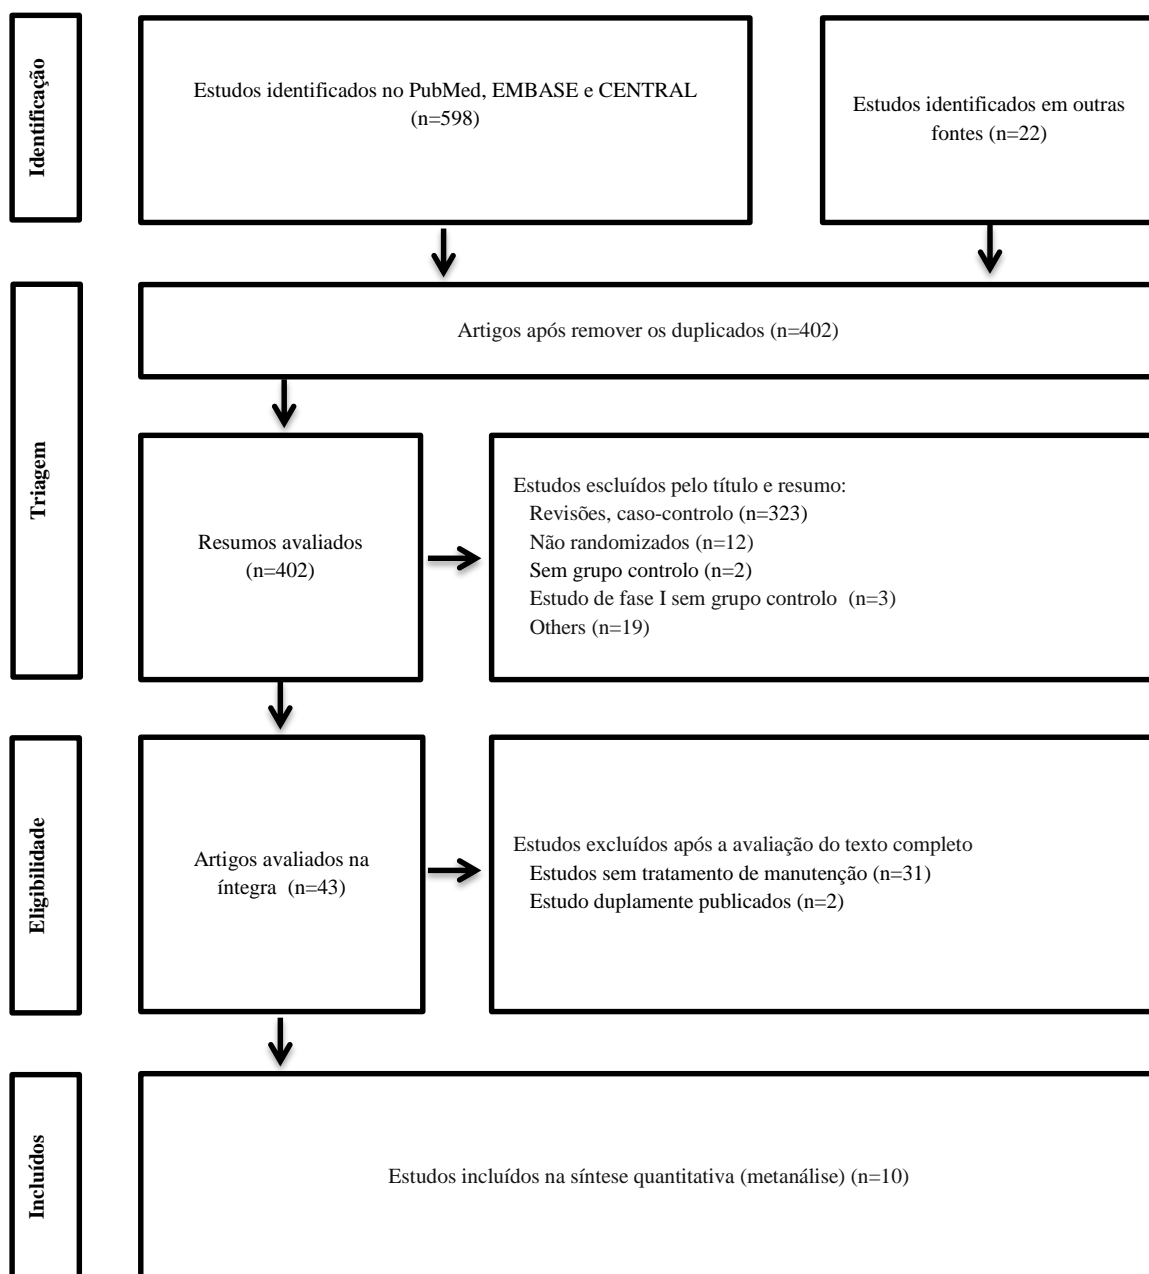 Identificação
Estudos identificados no PubMed, EMBASE e CENTRAL
(n=598)
Estudos identificados em outras
fontes (n=22)
Triagem
Artigos após remover os duplicados (n=402)
Resumos avaliados
(n=402)
Estudos escluídos pelo título e resumo:
Revisões, caso-controlo (n=323)
Não randomizados (n=12)
Sem grupo controlo (n=2)
Estudo de fase I sem grupo controlo (n=3)
Others (n=19)
Eligibilidade
Artigos avaliados na
íntegra (n=43)
Estudos excluídos após a avaliação do texto completo
Estudos sem tratamento de manutenção (n=31)
Estudo duplamente publicados (n=2)
Incluídos
Estudos incluídos na síntese quantitativa (metanálise) (n=10)